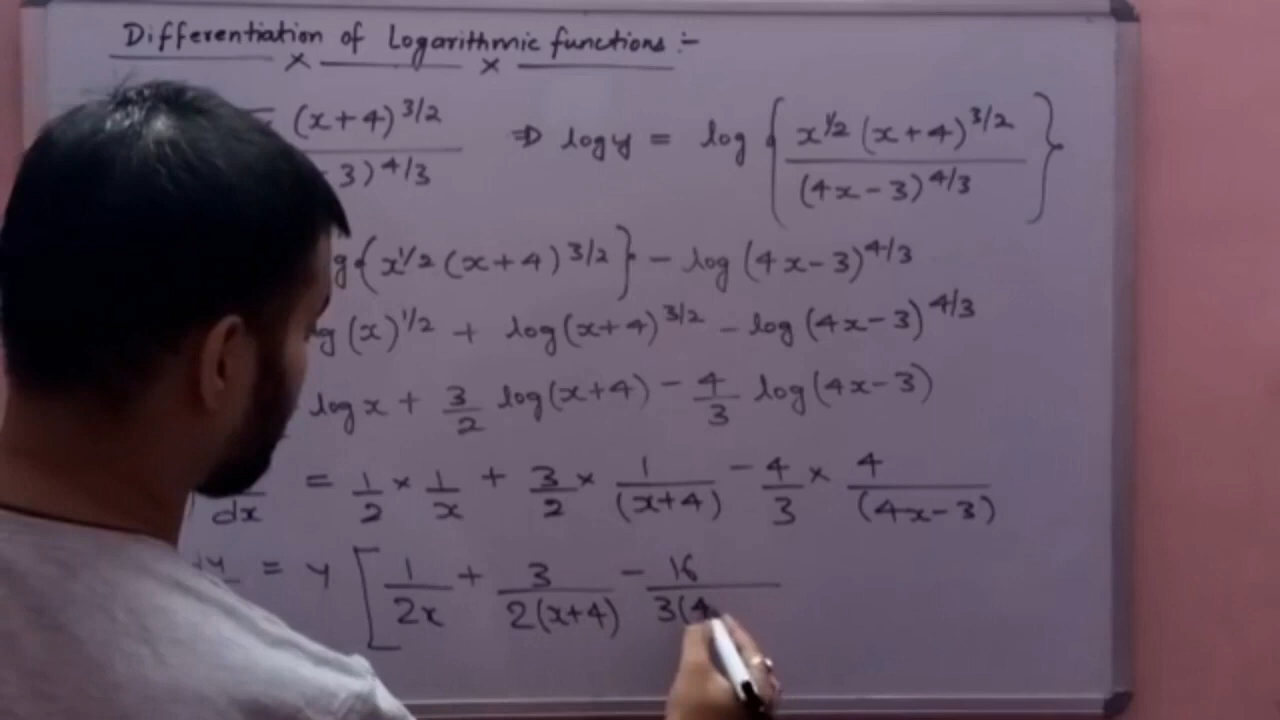 Differentiation of Logarithmic functions :-
= (x+4)^3/2 / 3)^4/3 ⇒ log y = log { x^1/2 (x+4)^3/2 / (4x-3)^4/3 }
g{x^1/2 (x+4)^3/2} - log (4x-3)^4/3
g(x)^1/2 + log(x+4)^3/2 - log(4x-3)^4/3
log x + 3/2 log(x+4) - 4/3 log(4x-3)
dx = 1/2 × 1/x + 3/2 × 1/(x+4) - 4/3 × 4/(4x-3)
= y [ 1/2x + 3/2(x+4) - 16/3(4